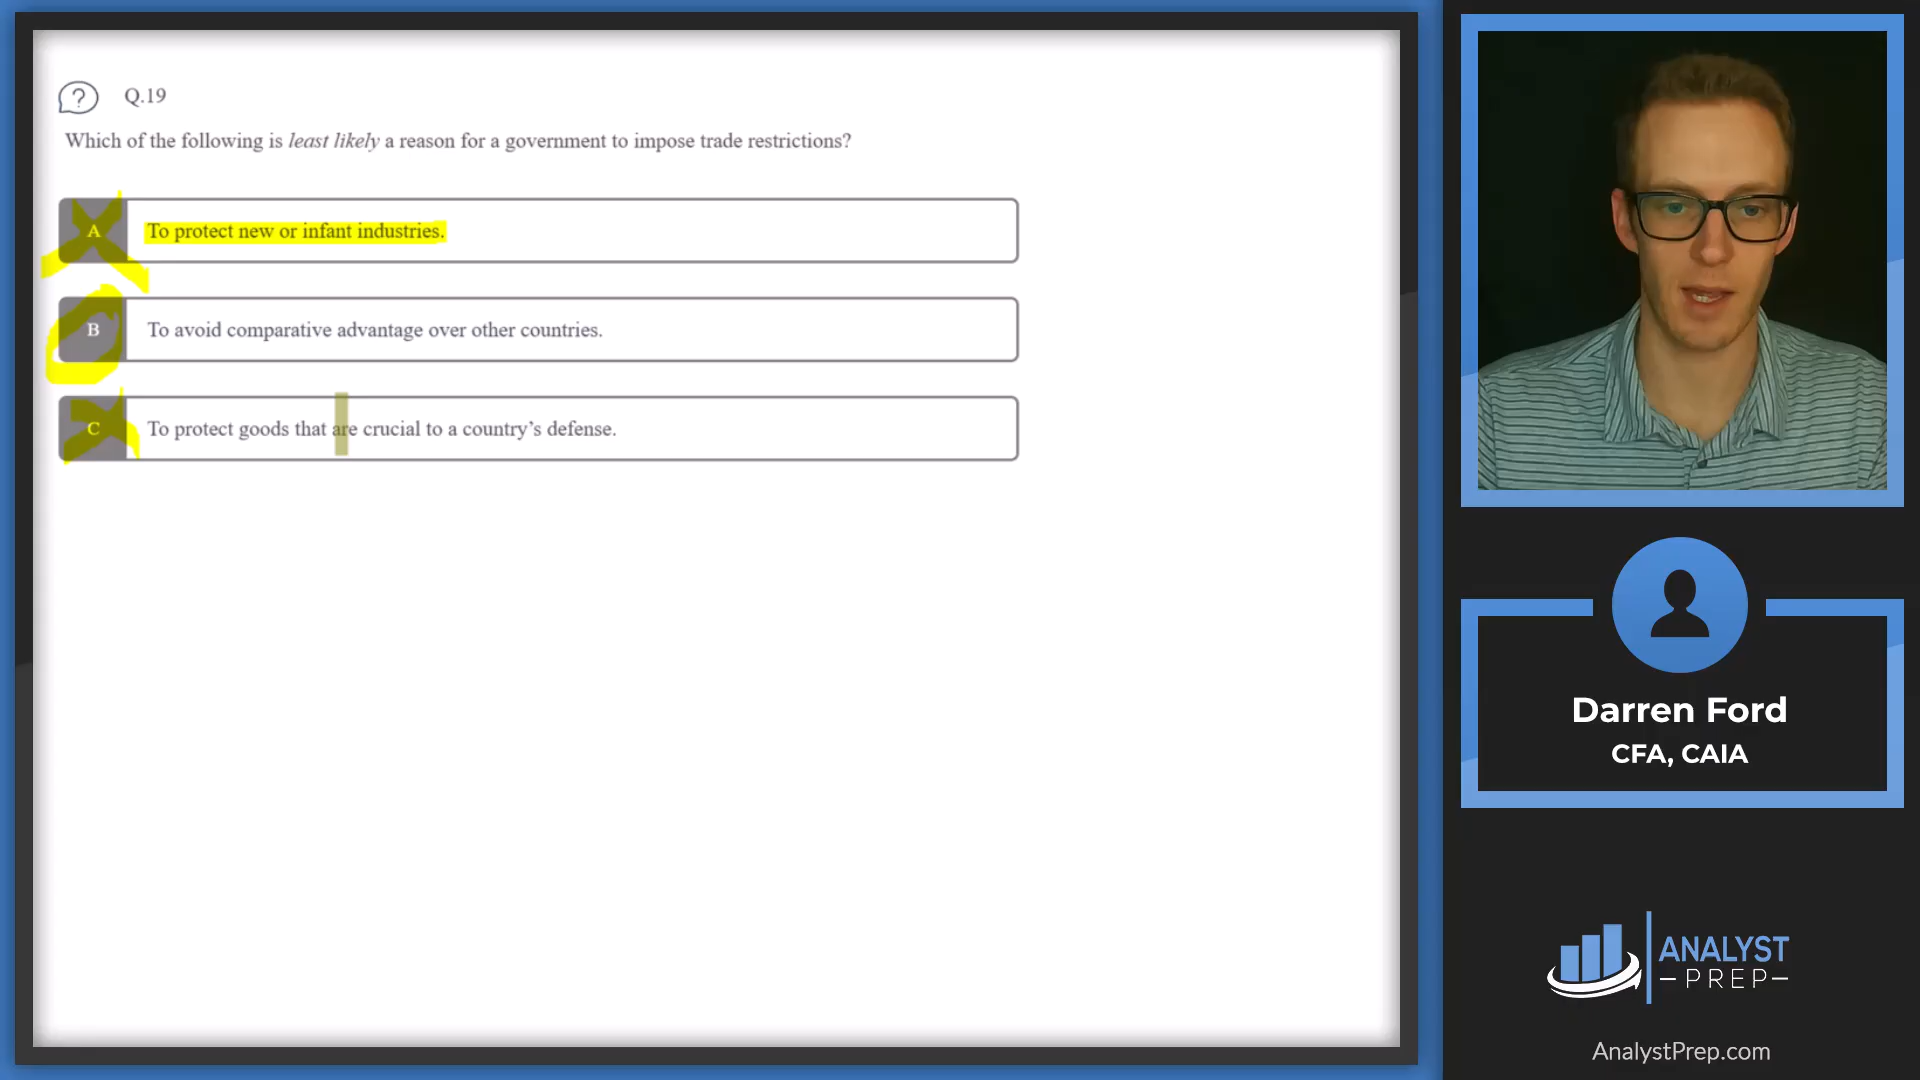 Q.19
Which of the following is least likely a reason for a government to impose trade restrictions?
A To protect new or infant industries.
B To avoid comparative advantage over other countries.
C To protect goods that are crucial to a country’s defense.
Darren Ford
CFA, CAIA
ANALYST
PREP
AnalystPrep.com